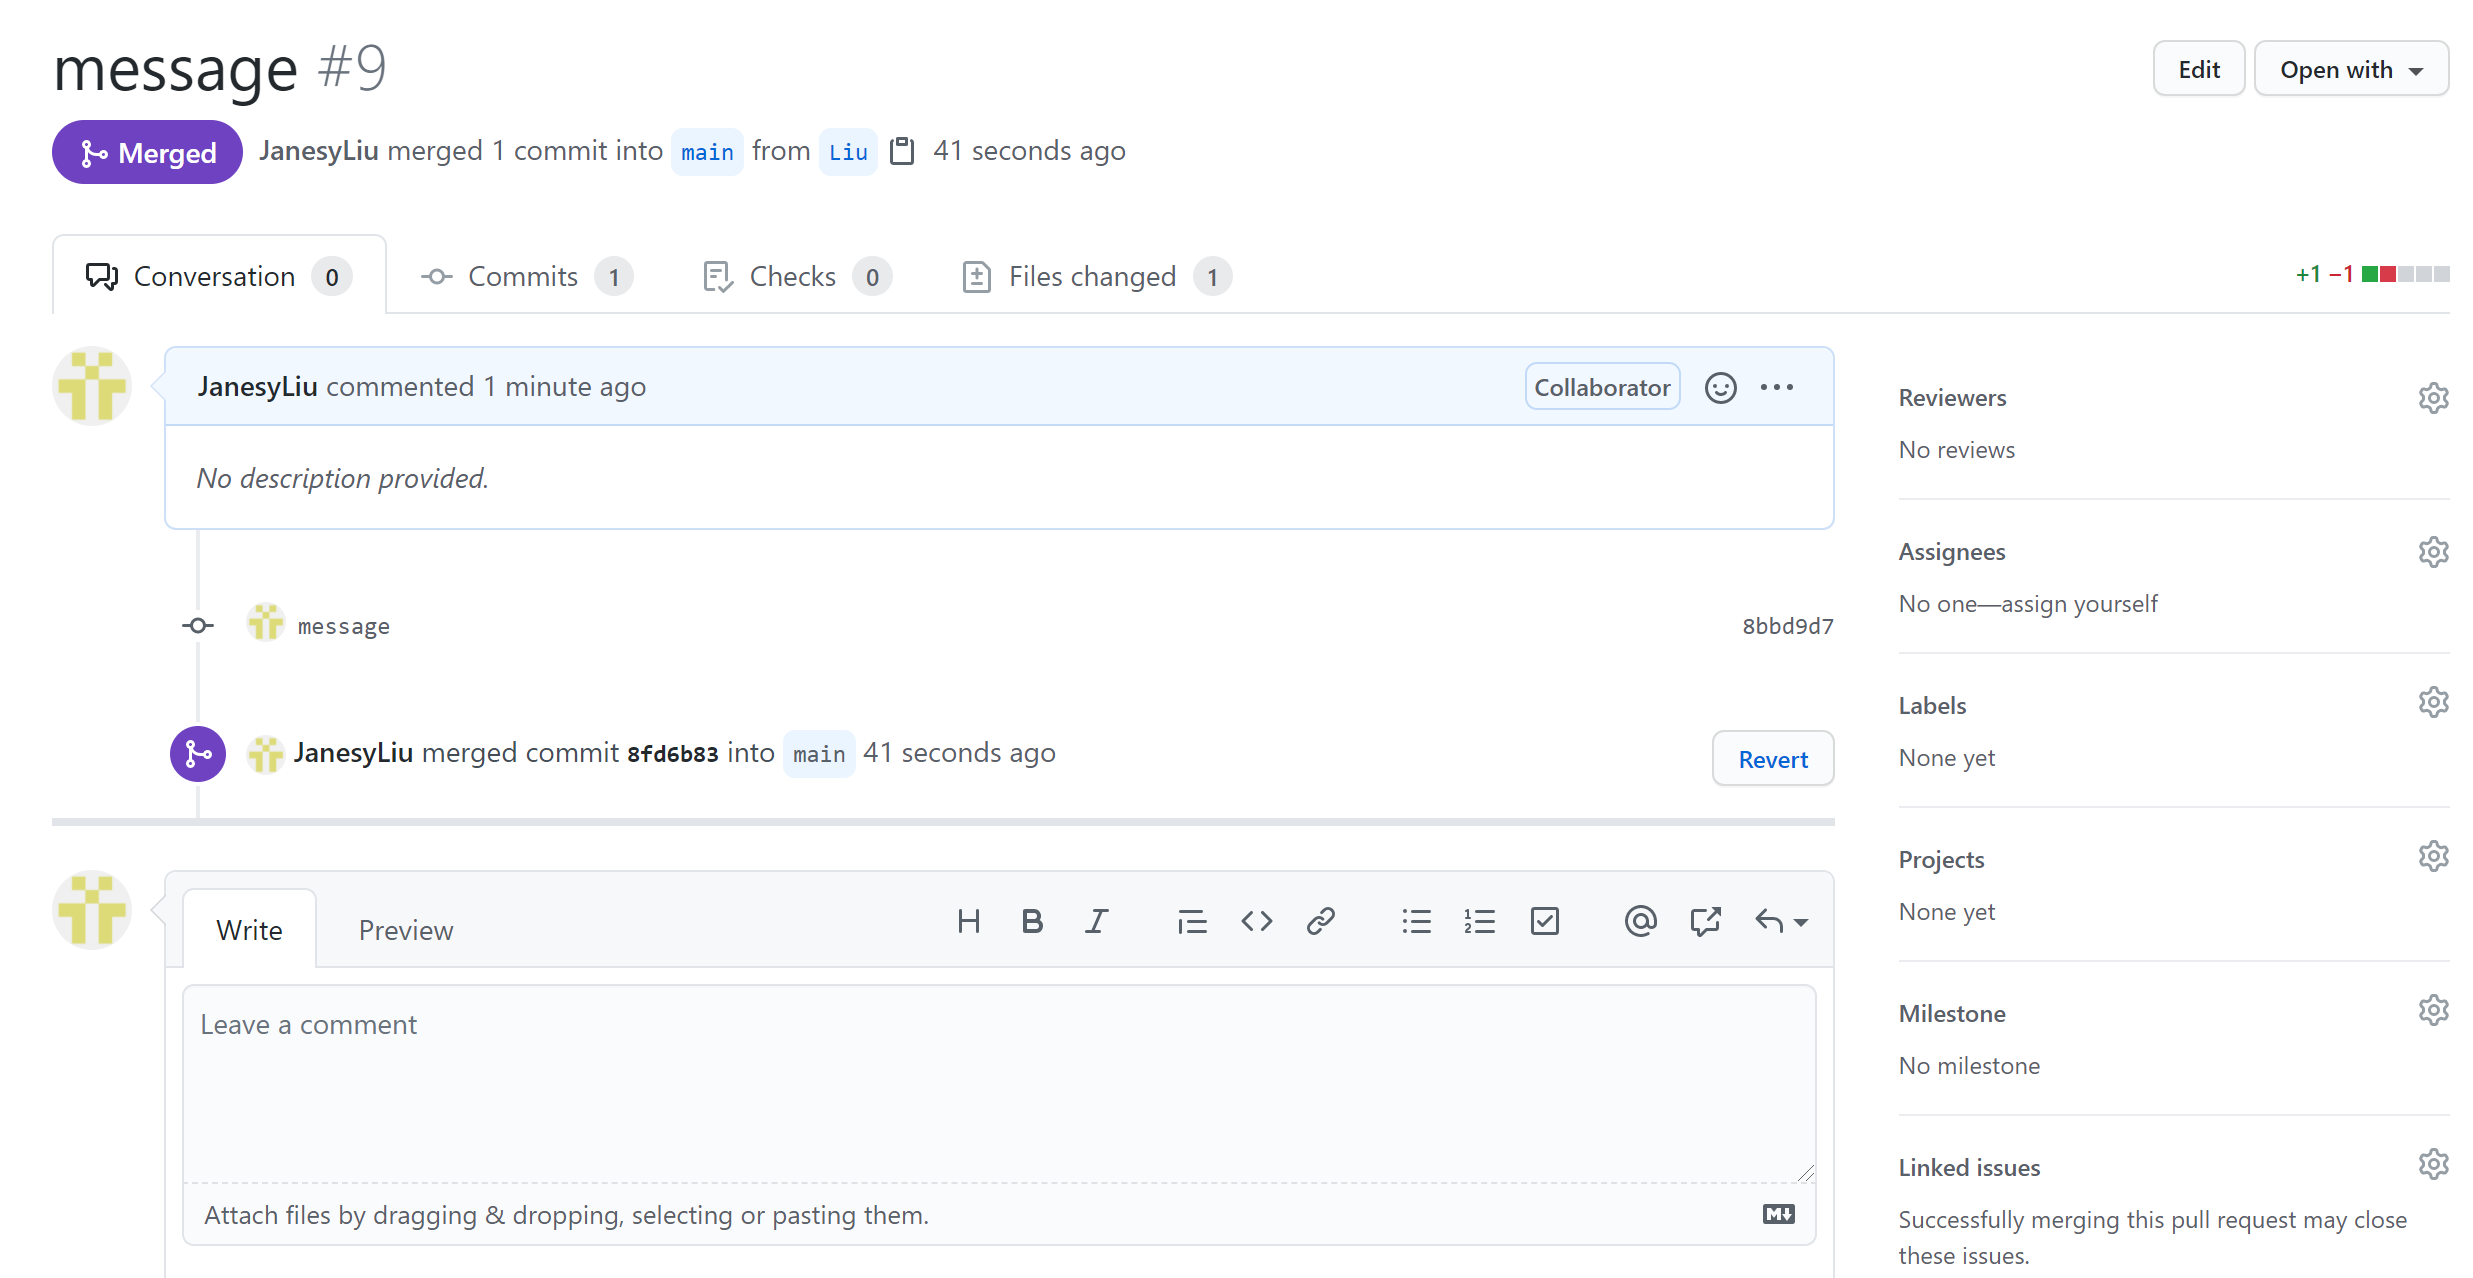 message #9
Edit
Open with
Merged
JanesyLiu merged 1 commit into main from Liu 41 seconds ago
Conversation 0
Commits 1
Checks 0
Files changed 1
+1 −1
JanesyLiu commented 1 minute ago
Collaborator
No description provided.
message
8bbd9d7
JanesyLiu merged commit 8fd6b83 into main 41 seconds ago
Revert
Reviewers
No reviews
Assignees
No one—assign yourself
Labels
None yet
Projects
None yet
Milestone
No milestone
Linked issues
Successfully merging this pull request may close
these issues.
Write
Preview
Leave a comment
Attach files by dragging & dropping, selecting or pasting them.